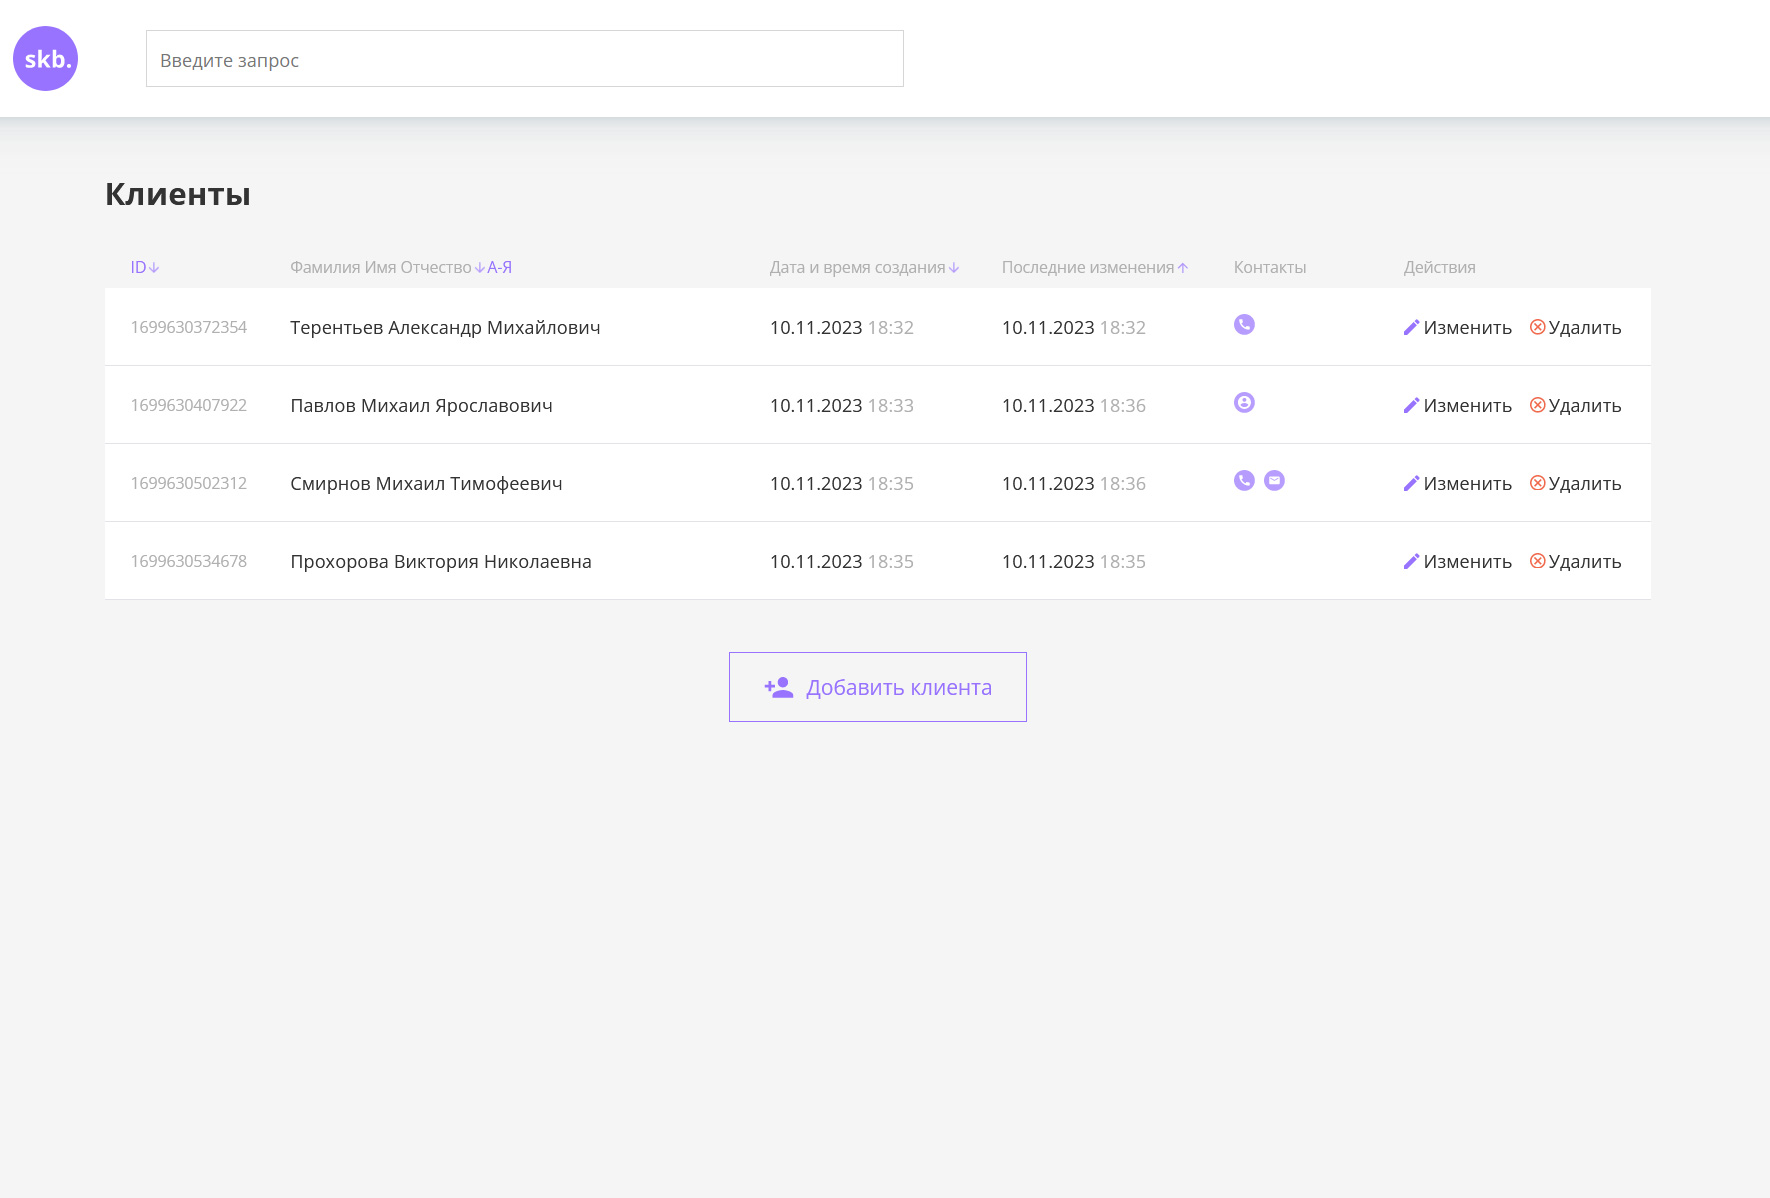 skb.
Введите запрос
Клиенты
ID Фамилия Имя Отчество А-Я Дата и время создания Последние изменения Контакты Действия
1699630372354 Терентьев Александр Михайлович 10.11.2023 18:32 10.11.2023 18:32 Изменить Удалить
1699630407922 Павлов Михаил Ярославович 10.11.2023 18:33 10.11.2023 18:36 Изменить Удалить
1699630502312 Смирнов Михаил Тимофеевич 10.11.2023 18:35 10.11.2023 18:36 Изменить Удалить
1699630534678 Прохорова Виктория Николаевна 10.11.2023 18:35 10.11.2023 18:35 Изменить Удалить
Добавить клиента